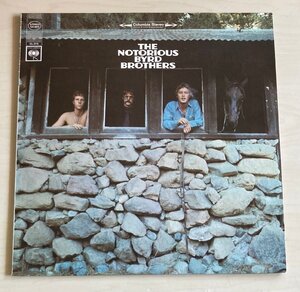 Columbia Stereo
THE
NOTORIOUS
BYRD
BROTHERS